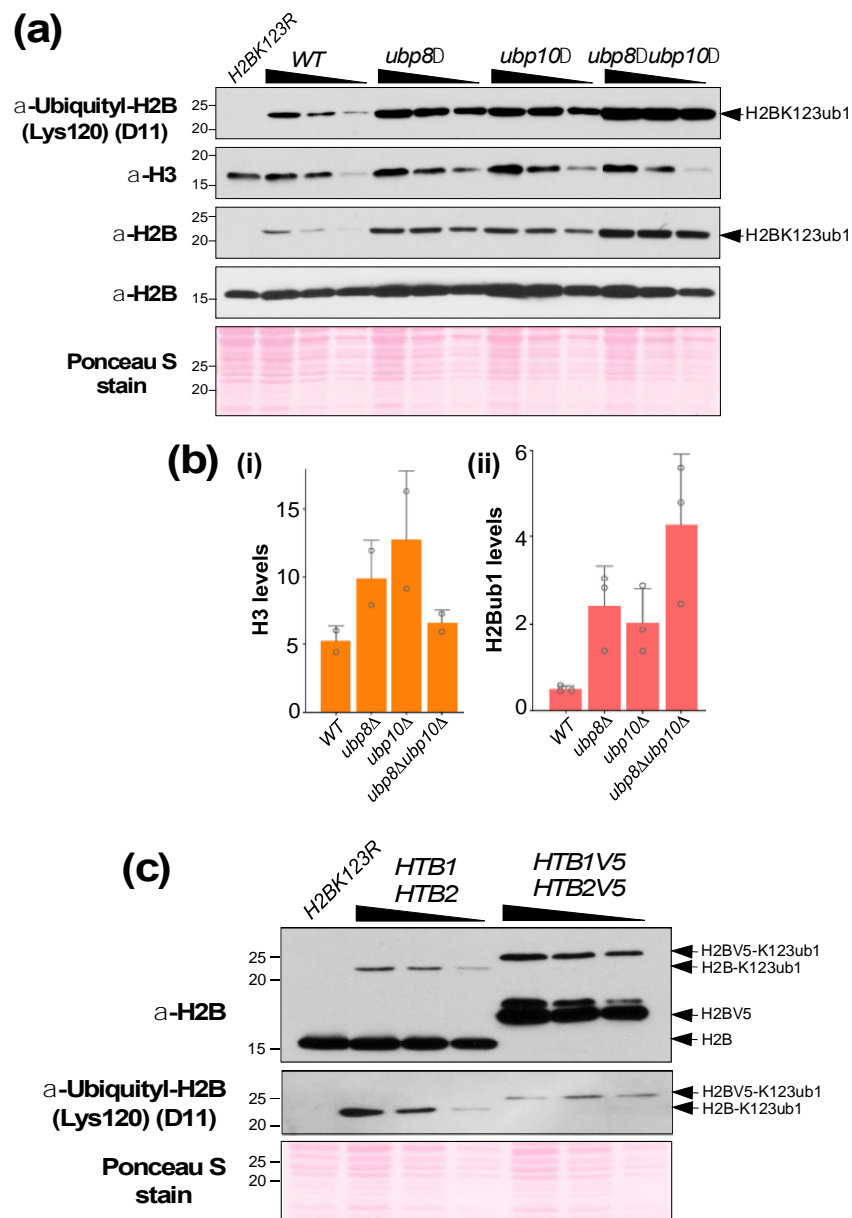 (a)
H2BK123R
WT
ubp8D
ubp10D
ubp8Dubp10D
a-Ubiquityl-H2B
(Lys120) (D11)
25
20
H2BK123ub1
a-H3
20
15
a-H2B
25
20
H2BK123ub1
a-H2B
15
Ponceau S
stain
25
20
(b)
(i)
H3 levels
15
10
5
0
WT
ubp8Δ
ubp10Δ
ubp8Δubp10Δ
(ii)
H2Bub1 levels
6
4
2
0
WT
ubp8Δ
ubp10Δ
ubp8Δubp10Δ
(c)
H2BK123R
HTB1
HTB2
HTB1V5
HTB2V5
a-H2B
25
20
15
H2BV5-K123ub1
H2B-K123ub1
H2BV5
H2B
a-Ubiquityl-H2B
(Lys120) (D11)
25
20
H2BV5-K123ub1
H2B-K123ub1
Ponceau S
stain
25
20